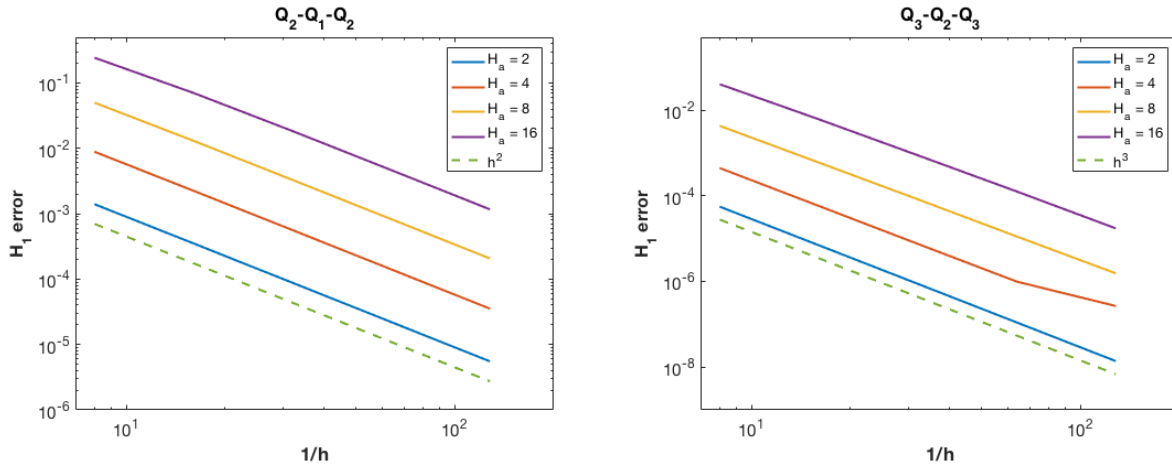 Q₂-Q₁-Q₂
10⁻¹
10⁻²
10⁻³
10⁻⁴
10⁻⁵
10⁻⁶
H₁ error
10¹
10²
1/h
Hₐ = 2
Hₐ = 4
Hₐ = 8
Hₐ = 16
h²
Q₃-Q₂-Q₃
10⁻²
10⁻⁴
10⁻⁶
10⁻⁸
H₁ error
10¹
10²
1/h
Hₐ = 2
Hₐ = 4
Hₐ = 8
Hₐ = 16
h³